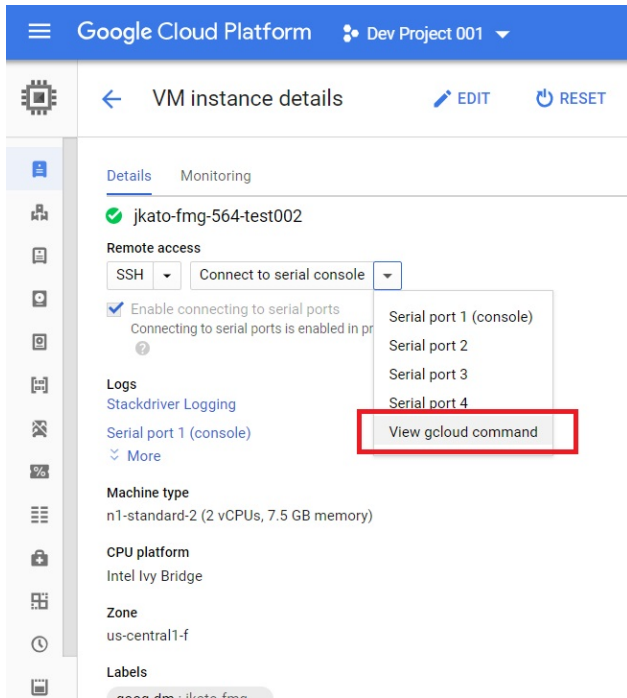 Google Cloud Platform Dev Project 001
VM instance details EDIT RESET
Details Monitoring
jkato-fmg-564-test002
Remote access
SSH Connect to serial console
Enable connecting to serial ports
Connecting to serial ports is enabled in pr
?
Serial port 1 (console)
Serial port 2
Serial port 3
Serial port 4
View gcloud command
Logs
Stackdriver Logging
Serial port 1 (console)
More
Machine type
n1-standard-2 (2 vCPUs, 7.5 GB memory)
CPU platform
Intel Ivy Bridge
Zone
us-central1-f
Labels
goog-dm : jkato-fmg-
%